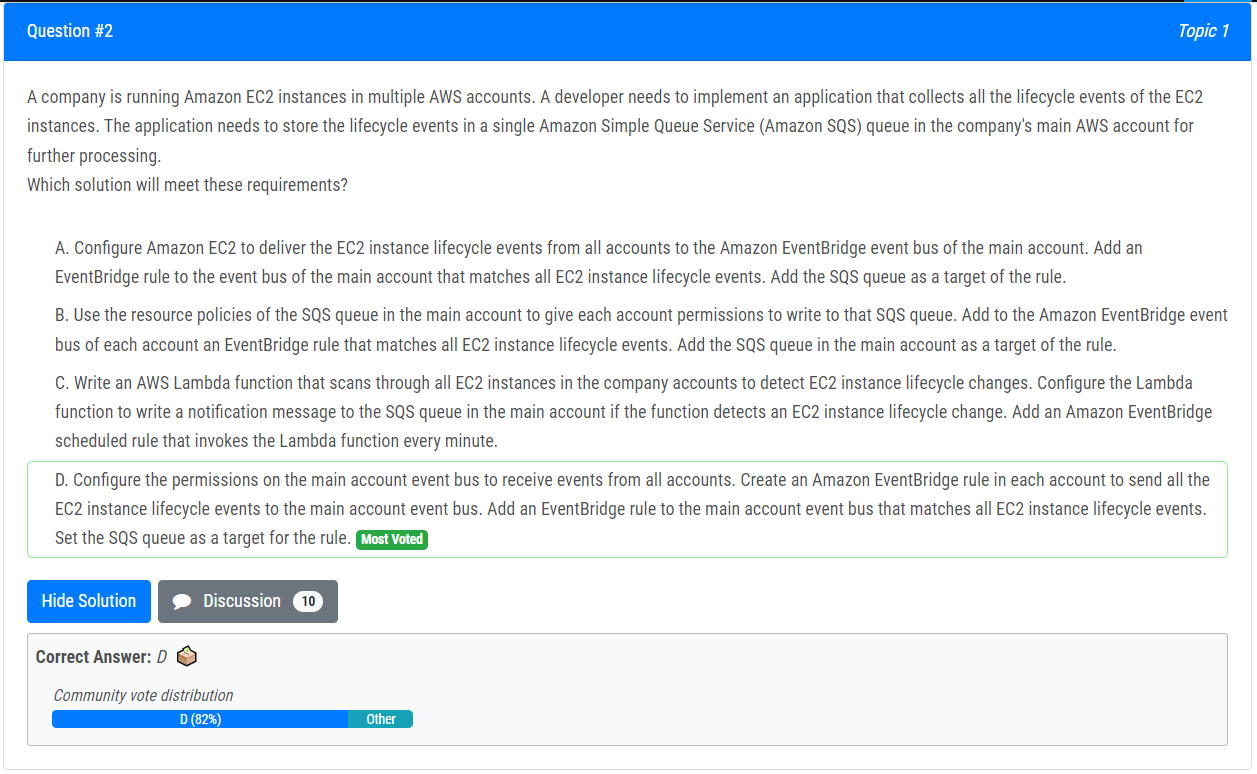 Question #2
Topic 1
A company is running Amazon EC2 instances in multiple AWS accounts. A developer needs to implement an application that collects all the lifecycle events of the EC2
instances. The application needs to store the lifecycle events in a single Amazon Simple Queue Service (Amazon SQS) queue in the company's main AWS account for
further processing.
Which solution will meet these requirements?
A. Configure Amazon EC2 to deliver the EC2 instance lifecycle events from all accounts to the Amazon EventBridge event bus of the main account. Add an
EventBridge rule to the event bus of the main account that matches all EC2 instance lifecycle events. Add the SQS queue as a target of the rule.
B. Use the resource policies of the SQS queue in the main account to give each account permissions to write to that SQS queue. Add to the Amazon EventBridge event
bus of each account an EventBridge rule that matches all EC2 instance lifecycle events. Add the SQS queue in the main account as a target of the rule.
C. Write an AWS Lambda function that scans through all EC2 instances in the company accounts to detect EC2 instance lifecycle changes. Configure the Lambda
function to write a notification message to the SQS queue in the main account if the function detects an EC2 instance lifecycle change. Add an Amazon EventBridge
scheduled rule that invokes the Lambda function every minute.
D. Configure the permissions on the main account event bus to receive events from all accounts. Create an Amazon EventBridge rule in each account to send all the
EC2 instance lifecycle events to the main account event bus. Add an EventBridge rule to the main account event bus that matches all EC2 instance lifecycle events.
Set the SQS queue as a target for the rule. Most Voted
Hide Solution
Discussion 10
Correct Answer: D
Community vote distribution
D (82%)
Other